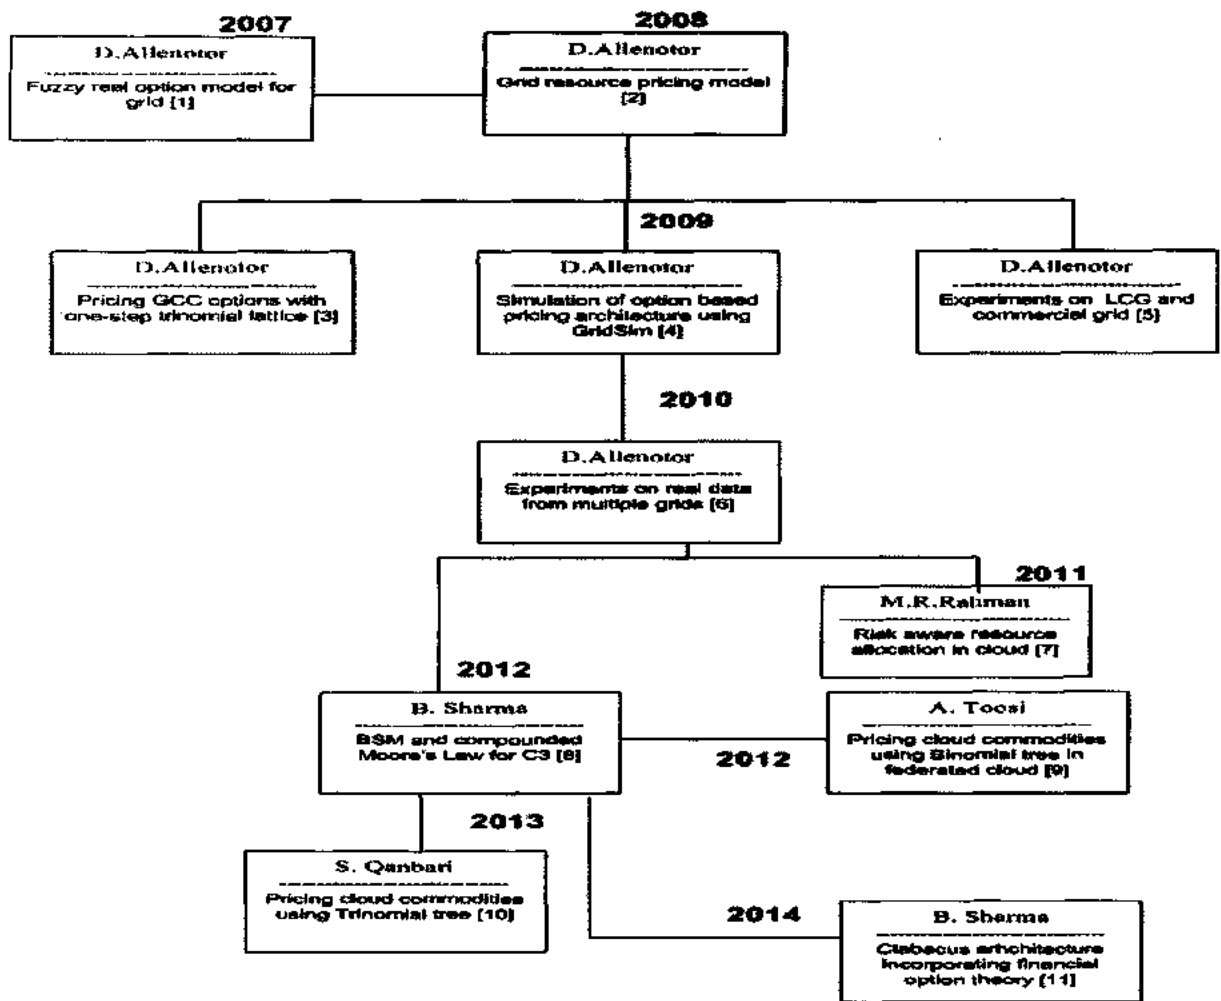 2007
D.Allenotor
Fuzzy real option model for
grid [1]
2008
D.Allenotor
Grid resource pricing model
[2]
2009
D.Allenotor
Pricing GCC options with
one-step trinomial lattice [3]
D.Allenotor
Simulation of option based
pricing architecture using
GridSim [4]
D.Allenotor
Experiments on LCG and
commercial grid [5]
2010
D.Allenotor
Experiments on real data
from multiple grids [6]
2011
M.R.Rahman
Risk aware resource
allocation in cloud [7]
2012
B. Sharma
BSM and compounded
Moore's Law for C3 [8]
2012
A. Toosi
Pricing cloud commodities
using Binomial tree in
federated cloud [9]
2013
S. Qanbari
Pricing cloud commodities
using Trinomial tree [10]
2014
B. Sharma
Clabacus arhchitecture
incorporating financial
option theory [11]